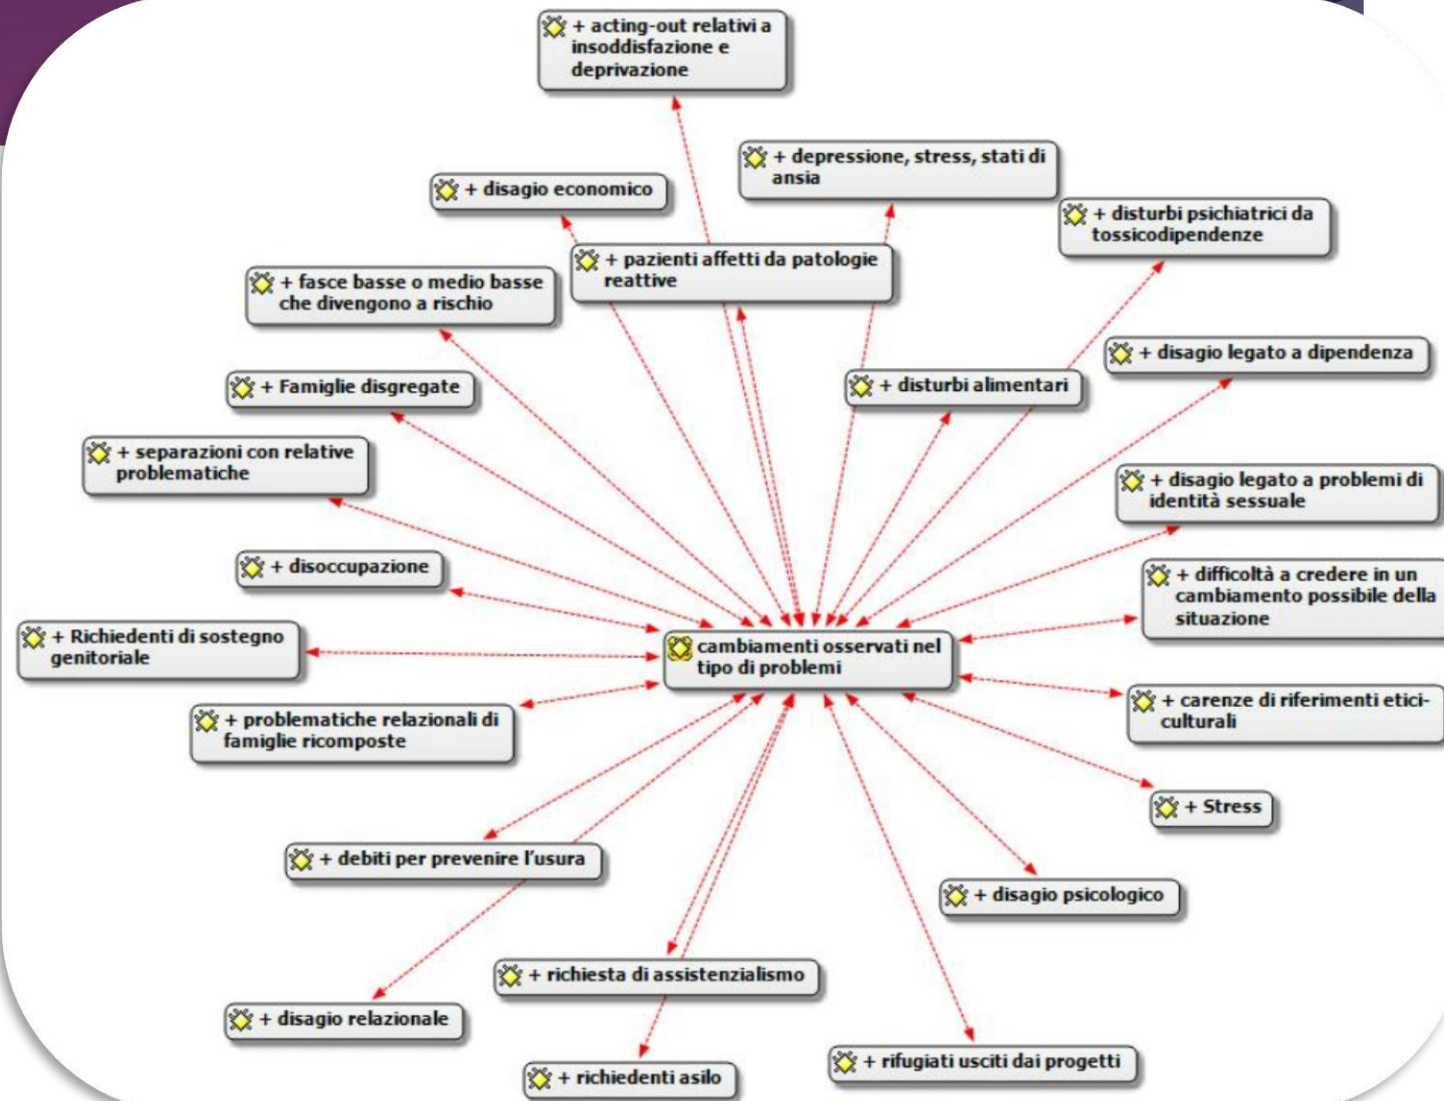 + acting-out relativi a
insoddisfazione e
deprivazione
+ depressione, stress, stati di
ansia
+ disagio economico
+ disturbi psichiatrici da
tossicodipendenze
+ pazienti affetti da patologie
reattive
+ fasce basse o medio basse
che divengono a rischio
+ disagio legato a dipendenza
+ Famiglie disgregate
+ disturbi alimentari
+ separazioni con relative
problematiche
+ disagio legato a problemi di
identità sessuale
+ disoccupazione
+ difficoltà a credere in un
cambiamento possibile della
situazione
+ Richiedenti di sostegno
genitoriale
cambiamenti osservati nel
tipo di problemi
+ carenze di riferimenti etici-
culturali
+ problematiche relazionali di
famiglie ricomposte
+ Stress
+ debiti per prevenire l'usura
+ disagio psicologico
+ richiesta di assistenzialismo
+ disagio relazionale
+ rifugiati usciti dai progetti
+ richiedenti asilo